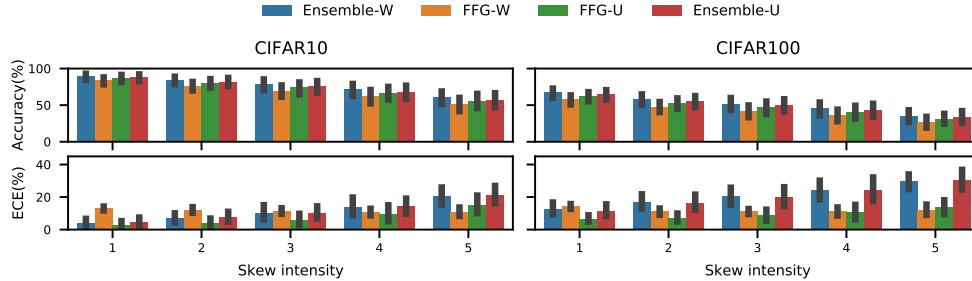 Ensemble-W FFG-W FFG-U Ensemble-U
CIFAR10 CIFAR100
Accuracy(%)
100
50
0
ECE(%)
40
20
0
1 2 3 4 5 1 2 3 4 5
Skew intensity Skew intensity